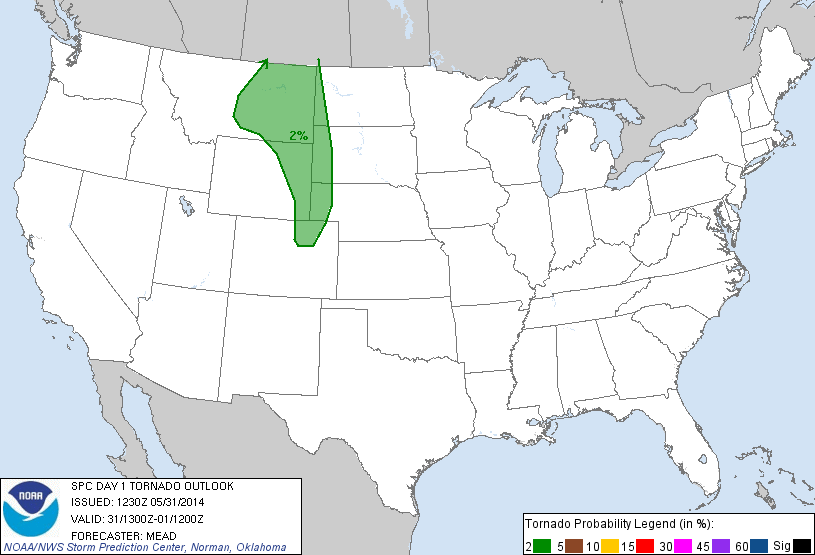 2%
NOAA
SPC DAY 1 TORNADO OUTLOOK
ISSUED: 1230Z 05/31/2014
VALID: 31/1300Z-01/1200Z
FORECASTER: MEAD
NOAA/NWS Storm Prediction Center, Norman, Oklahoma
Tornado Probability Legend (in %):
2 5 10 15 30 45 60 Sig